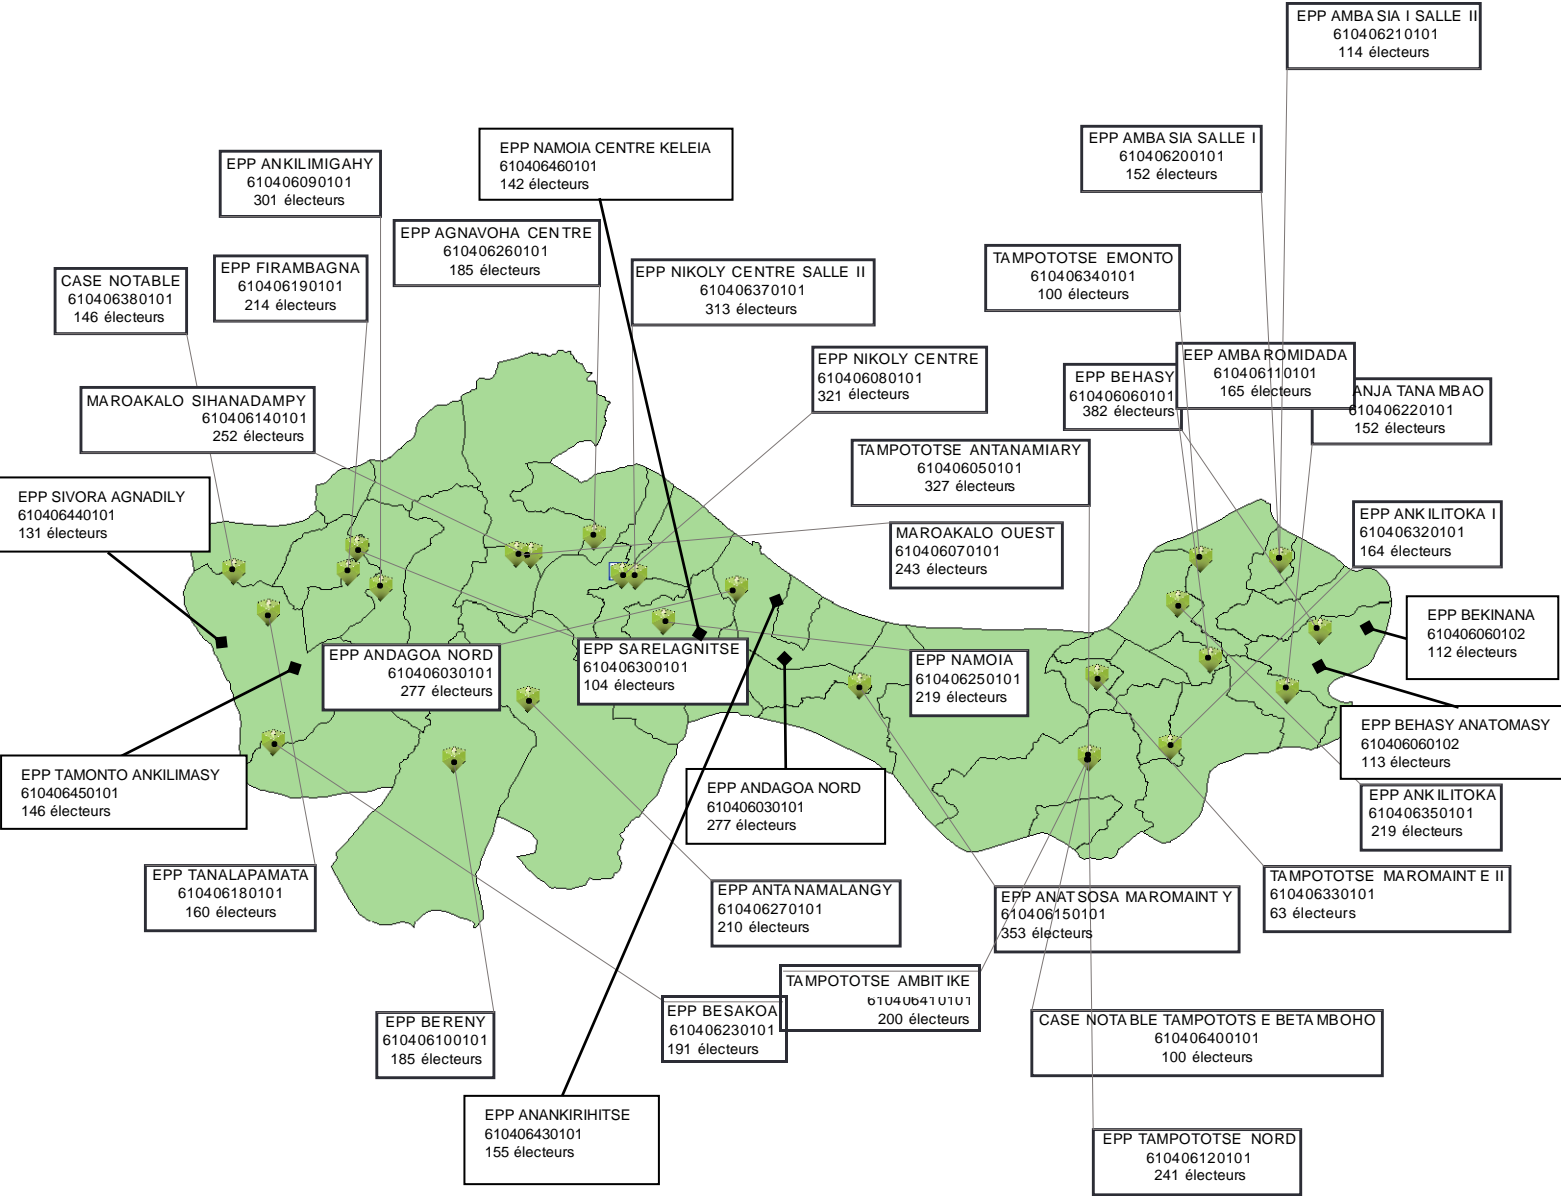 EPP AMBASIA I SALLE II
610406210101
114 électeurs
EPP AMBASIA SALLE I
610406200101
152 électeurs
EPP NAMOIA CENTRE KELEIA
610406460101
142 électeurs
EPP ANKILIMIGAHY
610406090101
301 électeurs
EPP AGNAVOHA CENTRE
610406260101
185 électeurs
EPP FIRAMBAGNA
610406190101
214 électeurs
CASE NOTABLE
610406380101
146 électeurs
EPP NIKOLY CENTRE SALLE II
610406370101
313 électeurs
TAMPOTOTSE EMONTO
610406340101
100 électeurs
EPP NIKOLY CENTRE
610406080101
321 électeurs
EEP AMBAROMIDADA
610406110101
165 électeurs
EPP BEHASY
610406060101
382 électeurs
ANJA TANAMBAO
610406220101
152 électeurs
MAROAKALO SIHANADAMPY
610406140101
252 électeurs
TAMPOTOTSE ANTANAMIARY
610406050101
327 électeurs
EPP SIVORA AGNADILY
610406440101
131 électeurs
MAROAKALO OUEST
610406070101
243 électeurs
EPP ANKILITOKA I
610406320101
164 électeurs
EPP BEKINANA
610406060102
112 électeurs
EPP ANDAGOA NORD
610406030101
277 électeurs
EPP SARELAGNITSE
610406300101
104 électeurs
EPP NAMOIA
610406250101
219 électeurs
EPP BEHASY ANATOMASY
610406060102
113 électeurs
EPP TAMONTO ANKILIMASY
610406450101
146 électeurs
EPP ANDAGOA NORD
610406030101
277 électeurs
EPP ANKILITOKA
610406350101
219 électeurs
EPP TANALAPAMATA
610406180101
160 électeurs
EPP ANTANAMALANGY
610406270101
210 électeurs
EPP ANATSOSA MAROMAINTY
610406150101
353 électeurs
TAMPOTOTSE MAROMAINTE II
610406330101
63 électeurs
TAMPOTOTSE AMBITIKE
610406410101
200 électeurs
EPP BESAKOA
610406230101
191 électeurs
EPP BERENY
610406100101
185 électeurs
CASE NOTABLE TAMPOTOTSE BETAMBOHO
610406400101
100 électeurs
EPP ANANKIRIHITSE
610406430101
155 électeurs
EPP TAMPOTOTSE NORD
610406120101
241 électeurs